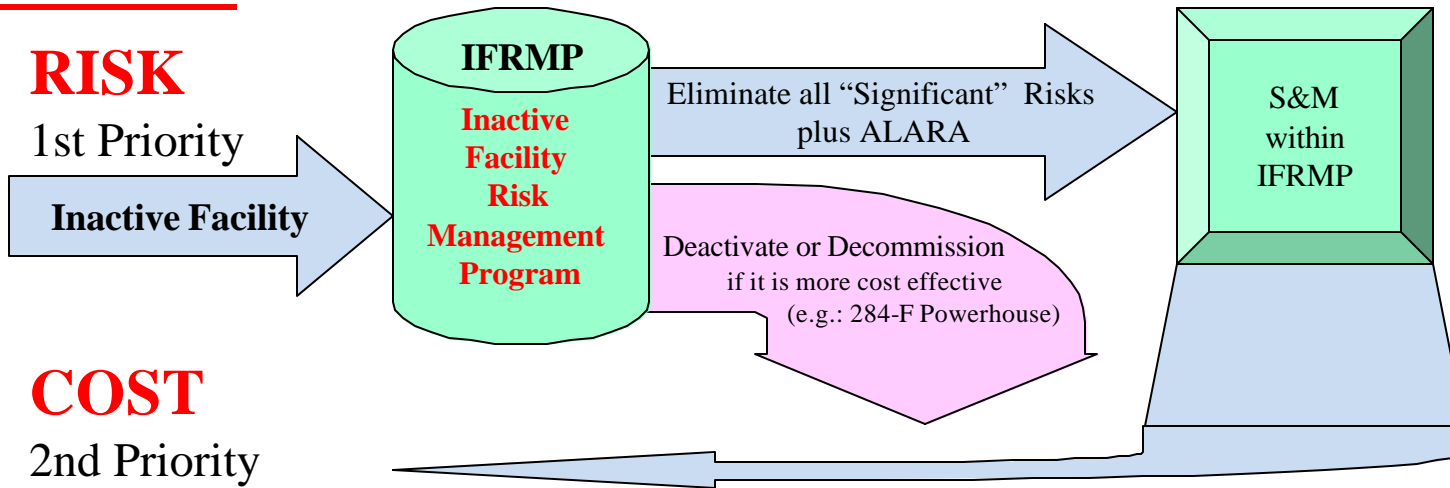 RISK
1st Priority
Inactive Facility
IFRMP
Inactive
Facility
Risk
Management
Program
Eliminate all “Significant” Risks
plus ALARA
S&M
within
IFRMP
Deactivate or Decommission
if it is more cost effective
(e.g.: 284-F Powerhouse)
COST
2nd Priority